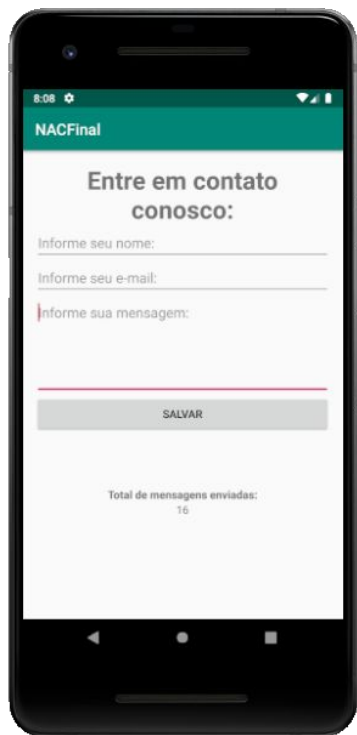 8:08
NACFinal
Entre em contato
conosco:
Informe seu nome:
Informe seu e-mail:
Informe sua mensagem:
SALVAR
Total de mensagens enviadas:
16